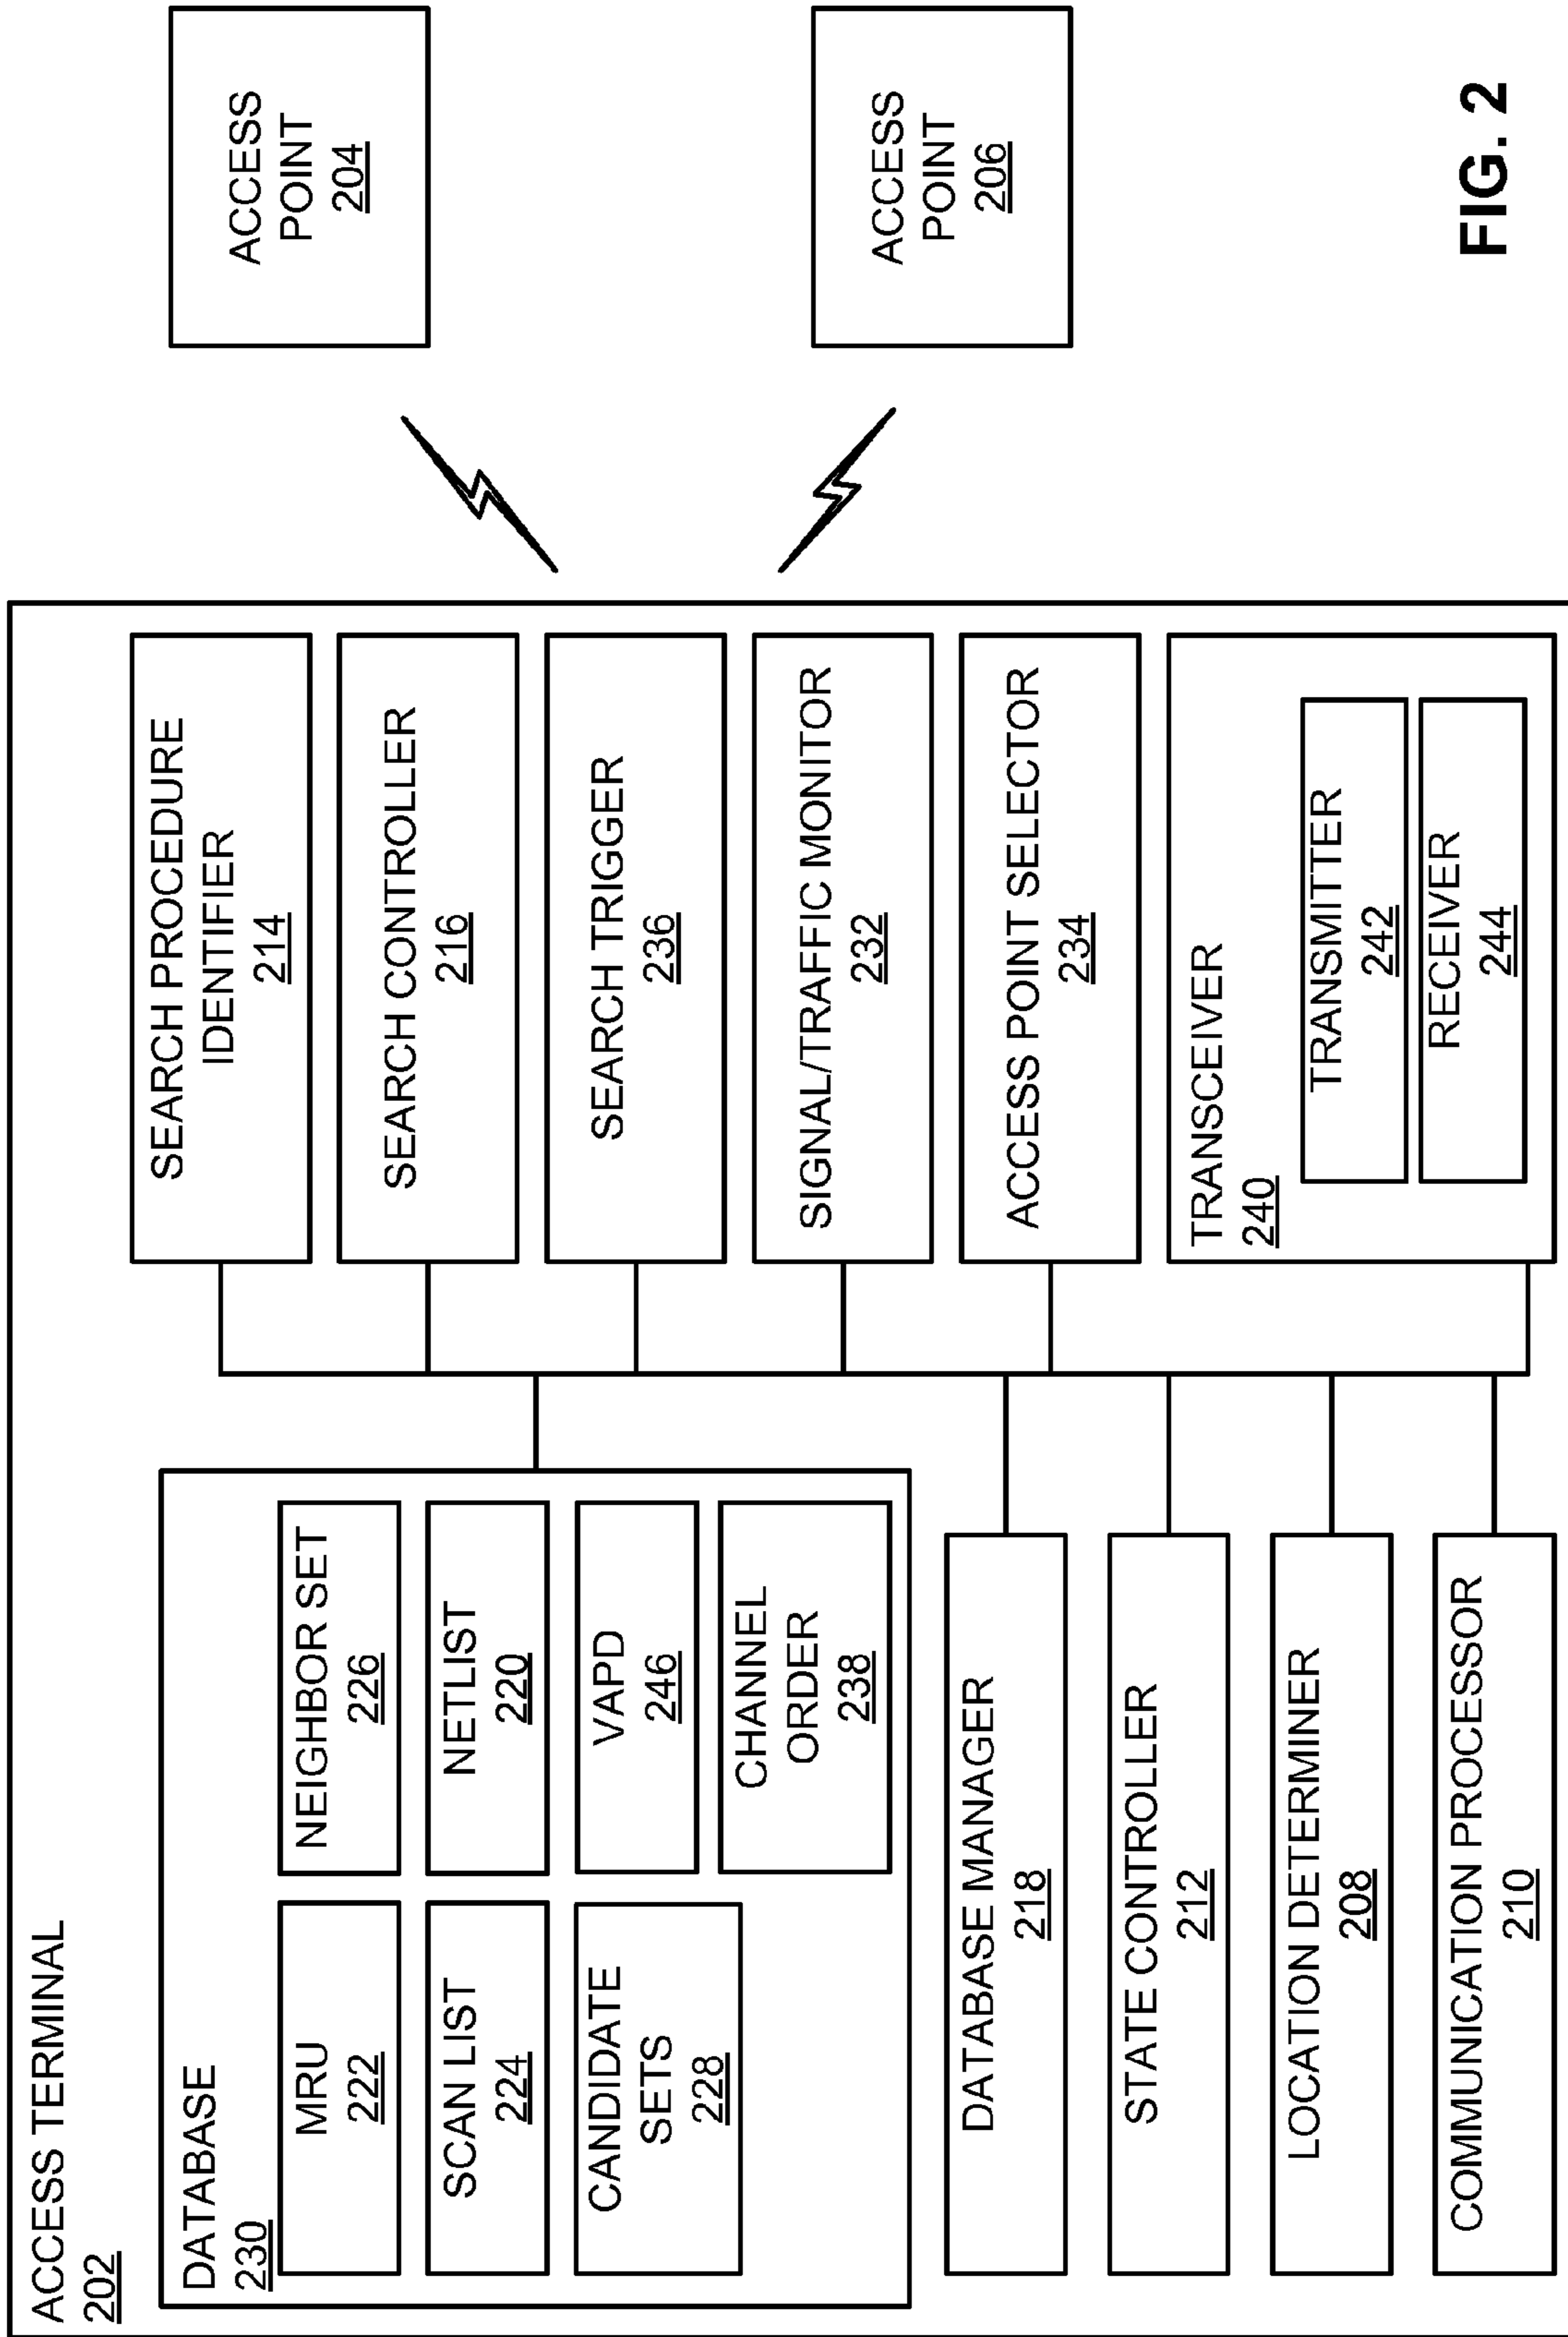 ACCESS TERMINAL
202
DATABASE
230
MRU
222
NEIGHBOR SET
226
SCAN LIST
224
NETLIST
220
CANDIDATE
SETS
228
VAPD
246
CHANNEL
ORDER
238
DATABASE MANAGER
218
STATE CONTROLLER
212
LOCATION DETERMINER
208
COMMUNICATION PROCESSOR
210
SEARCH PROCEDURE
IDENTIFIER
214
SEARCH CONTROLLER
216
SEARCH TRIGGER
236
SIGNAL/TRAFFIC MONITOR
232
ACCESS POINT SELECTOR
234
TRANSCEIVER
240
TRANSMITTER
242
RECEIVER
244
ACCESS
POINT
204
ACCESS
POINT
206
FIG. 2